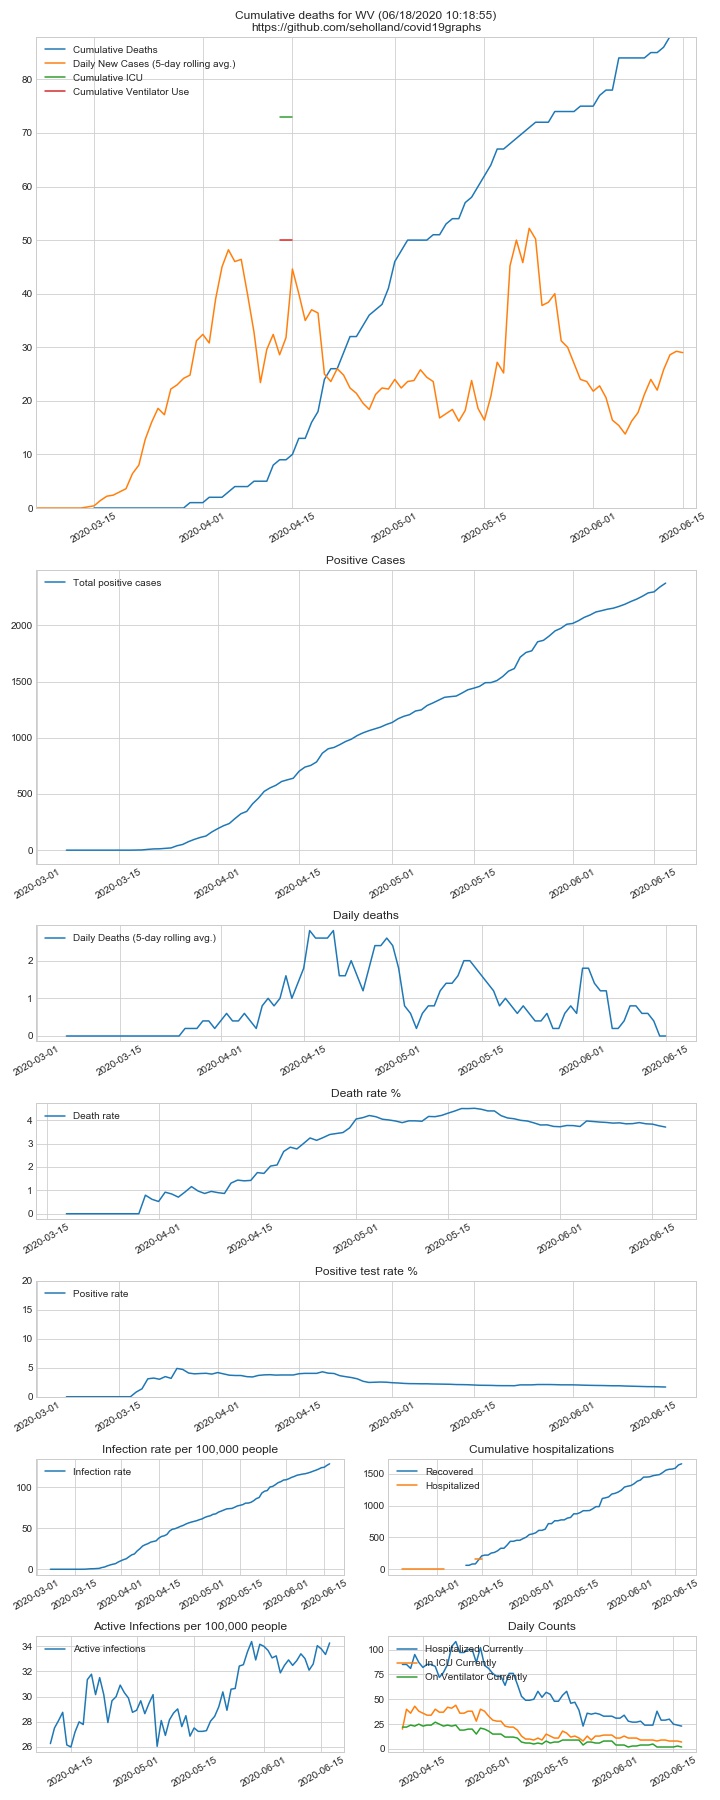 Cumulative deaths for WV (06/18/2020 10:18:55)
https://github.com/seholland/covid19graphs
Cumulative Deaths
Daily New Cases (5-day rolling avg.)
Cumulative ICU
Cumulative Ventilator Use
80
70
60
50
40
30
20
10
0
2020-03-15 2020-04-01 2020-04-15 2020-05-01 2020-05-15 2020-06-01 2020-06-15
Positive Cases
Total positive cases
2000
1500
1000
500
0
2020-03-01 2020-03-15 2020-04-01 2020-04-15 2020-05-01 2020-05-15 2020-06-01 2020-06-15
Daily deaths
Daily Deaths (5-day rolling avg.)
2
1
0
2020-03-01 2020-03-15 2020-04-01 2020-04-15 2020-05-01 2020-05-15 2020-06-01 2020-06-15
Death rate %
Death rate
4
3
2
1
0
2020-03-15 2020-04-01 2020-04-15 2020-05-01 2020-05-15 2020-06-01 2020-06-15
Positive test rate %
Positive rate
20
15
10
5
0
2020-03-01 2020-03-15 2020-04-01 2020-04-15 2020-05-01 2020-05-15 2020-06-01 2020-06-15
Infection rate per 100,000 people
Infection rate
100
50
0
2020-03-01 2020-03-15 2020-04-01 2020-04-15 2020-05-01 2020-05-15 2020-06-01 2020-06-15
Cumulative hospitalizations
Recovered
Hospitalized
1500
1000
500
0
2020-04-01 2020-04-15 2020-05-01 2020-05-15 2020-06-01 2020-06-15
Active Infections per 100,000 people
Active infections
34
32
30
28
26
2020-04-15 2020-05-01 2020-05-15 2020-06-01 2020-06-15
Daily Counts
Hospitalized Currently
In ICU Currently
On Ventilator Currently
100
75
50
25
0
2020-04-15 2020-05-01 2020-05-15 2020-06-01 2020-06-15